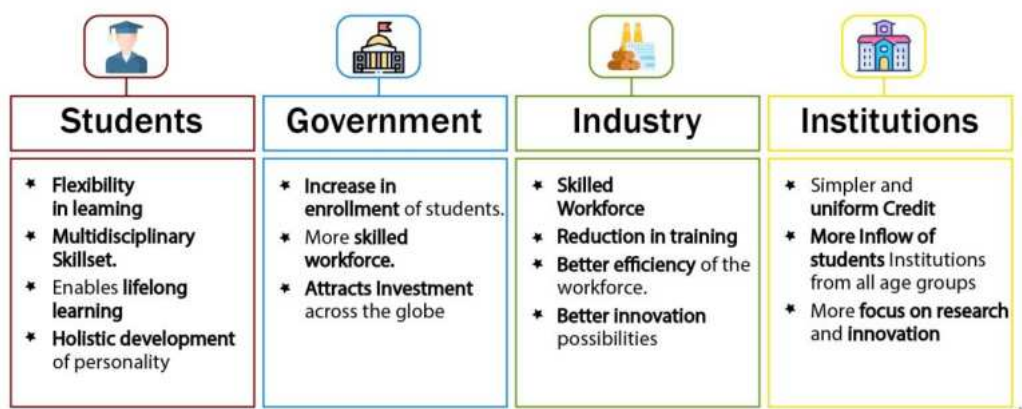 Students
Flexibility
in learning
Multidisciplinary
Skillset.
Enables lifelong
learning
Holistic development
of personality
Government
Increase in
enrollment of students.
More skilled
workforce.
Attracts Investment
across the globe
Industry
Skilled
Workforce
Reduction in training
Better efficiency of the
workforce.
Better innovation
possibilities
Institutions
Simpler and
uniform Credit
More Inflow of
students Institutions
from all age groups
More focus on research
and innovation